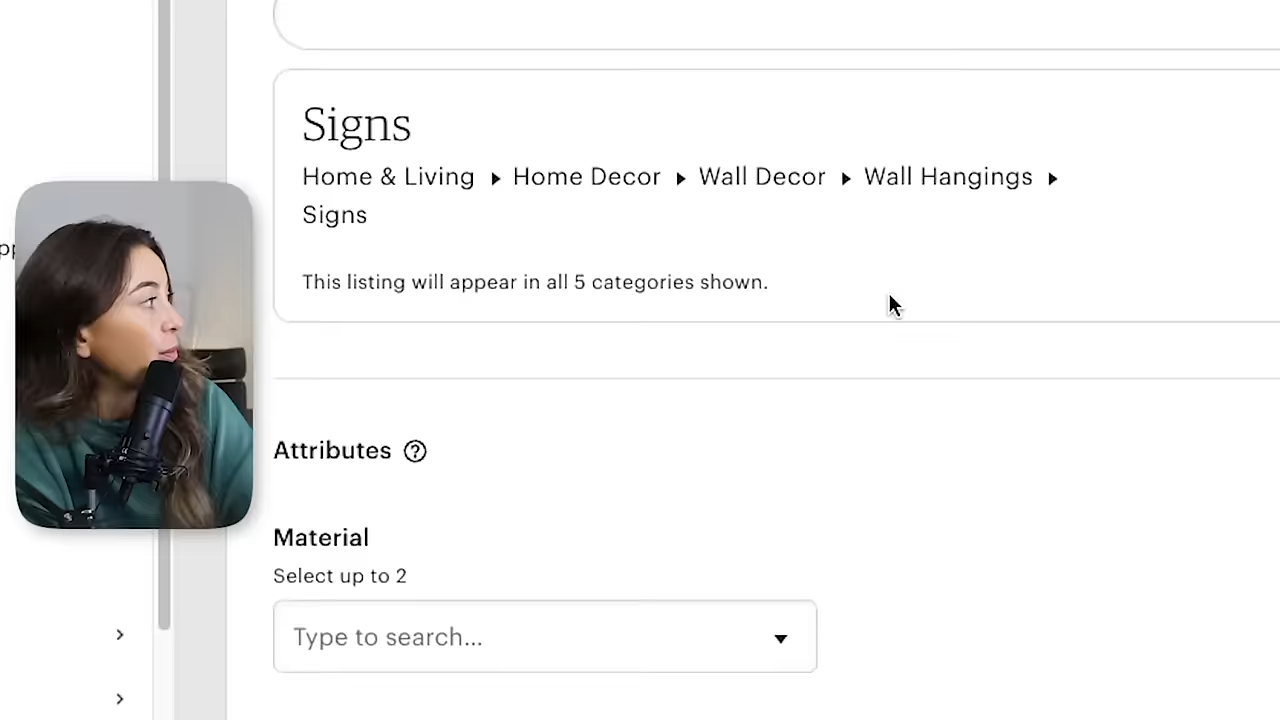 Signs
Home & Living ▸ Home Decor ▸ Wall Decor ▸ Wall Hangings ▸
Signs
This listing will appear in all 5 categories shown.
Attributes ?
Material
Select up to 2
Type to search...